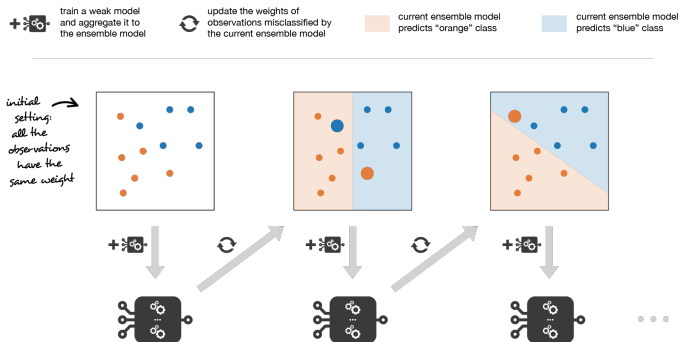 train a weak model
and aggregate it to
the ensemble model
update the weights of
observations misclassified by
the current ensemble model
current ensemble model
predicts “orange” class
current ensemble model
predicts “blue” class
initial
setting:
all the
observations
have the
same weight
+
+
+
+
...
...
...